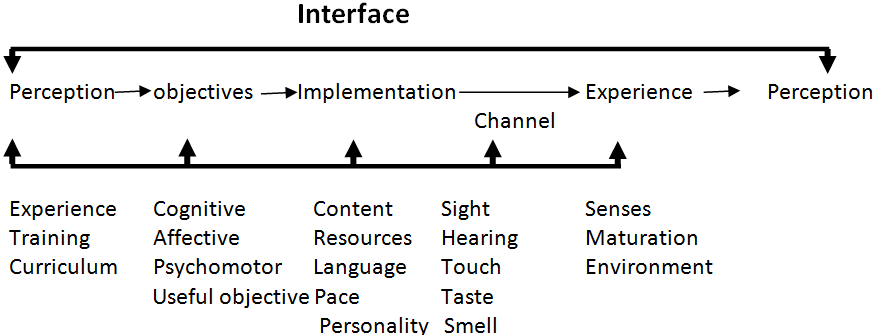 Interface
Perception objectives Implementation Experience Perception
Channel
Experience Cognitive Content Sight Senses
Training Affective Resources Hearing Maturation
Curriculum Psychomotor Language Touch Environment
Useful objective Pace Taste
Personality Smell